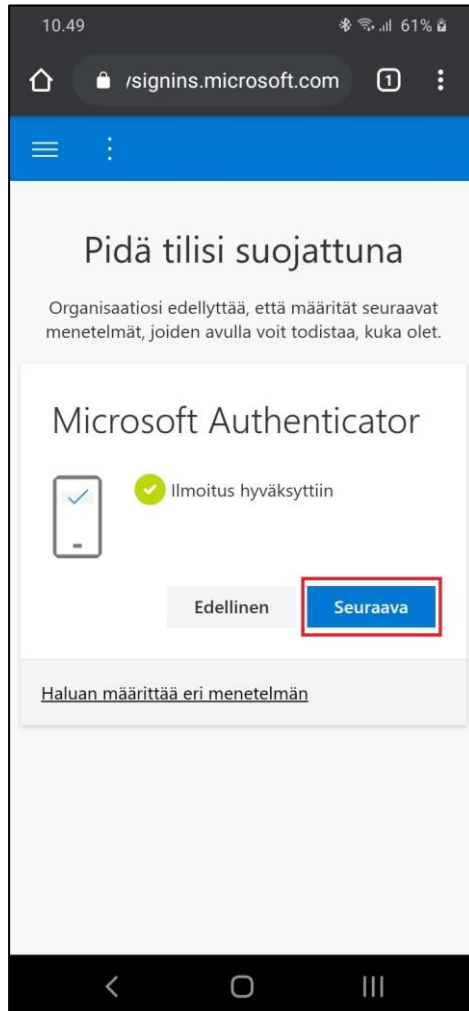 10.49
61%
/signins.microsoft.com
1
Pidä tilisi suojattuna
Organisaatiosi edellyttää, että määrität seuraavat
menetelmät, joiden avulla voit todistaa, kuka olet.
Microsoft Authenticator
Ilmoitus hyväksyttiin
Edellinen
Seuraava
Haluan määrittää eri menetelmän